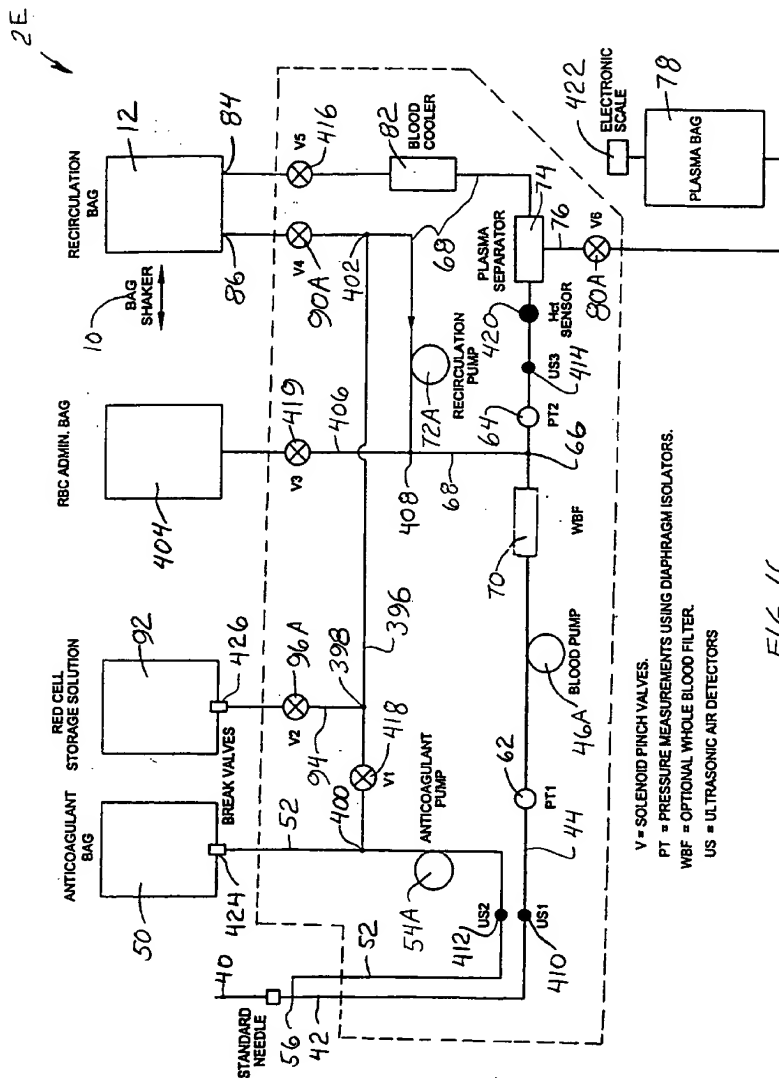 2E
12
RECIRCULATION
BAG
84
86
BAG
SHAKER
10
V5
416
V4
90A
402
BLOOD
COOLER
82
68
ELECTRONIC
SCALE
422
PLASMA BAG
78
74
76
PLASMA
SEPARATOR
V6
80A
RBC ADMIN. BAG
404
419
V3
406
408
68
72A
RECIRCULATION
PUMP
Hct
SENSOR
420
US3
414
64
PT2
66
RED CELL
STORAGE SOLUTION
92
426
BREAK VALVES
96A
V2
94
398
396
418
V1
70
WBF
ANTICOAGULANT
BAG
50
424
52
400
ANTICOAGULANT
PUMP
54A
BLOOD PUMP
46A
62
PT1
44
US2
412
US1
410
52
40
STANDARD
NEEDLE
56
42
V = SOLENOID PINCH VALVES.
PT = PRESSURE MEASUREMENTS USING DIAPHRAGM ISOLATORS.
WBF = OPTIONAL WHOLE BLOOD FILTER.
US = ULTRASONIC AIR DETECTORS